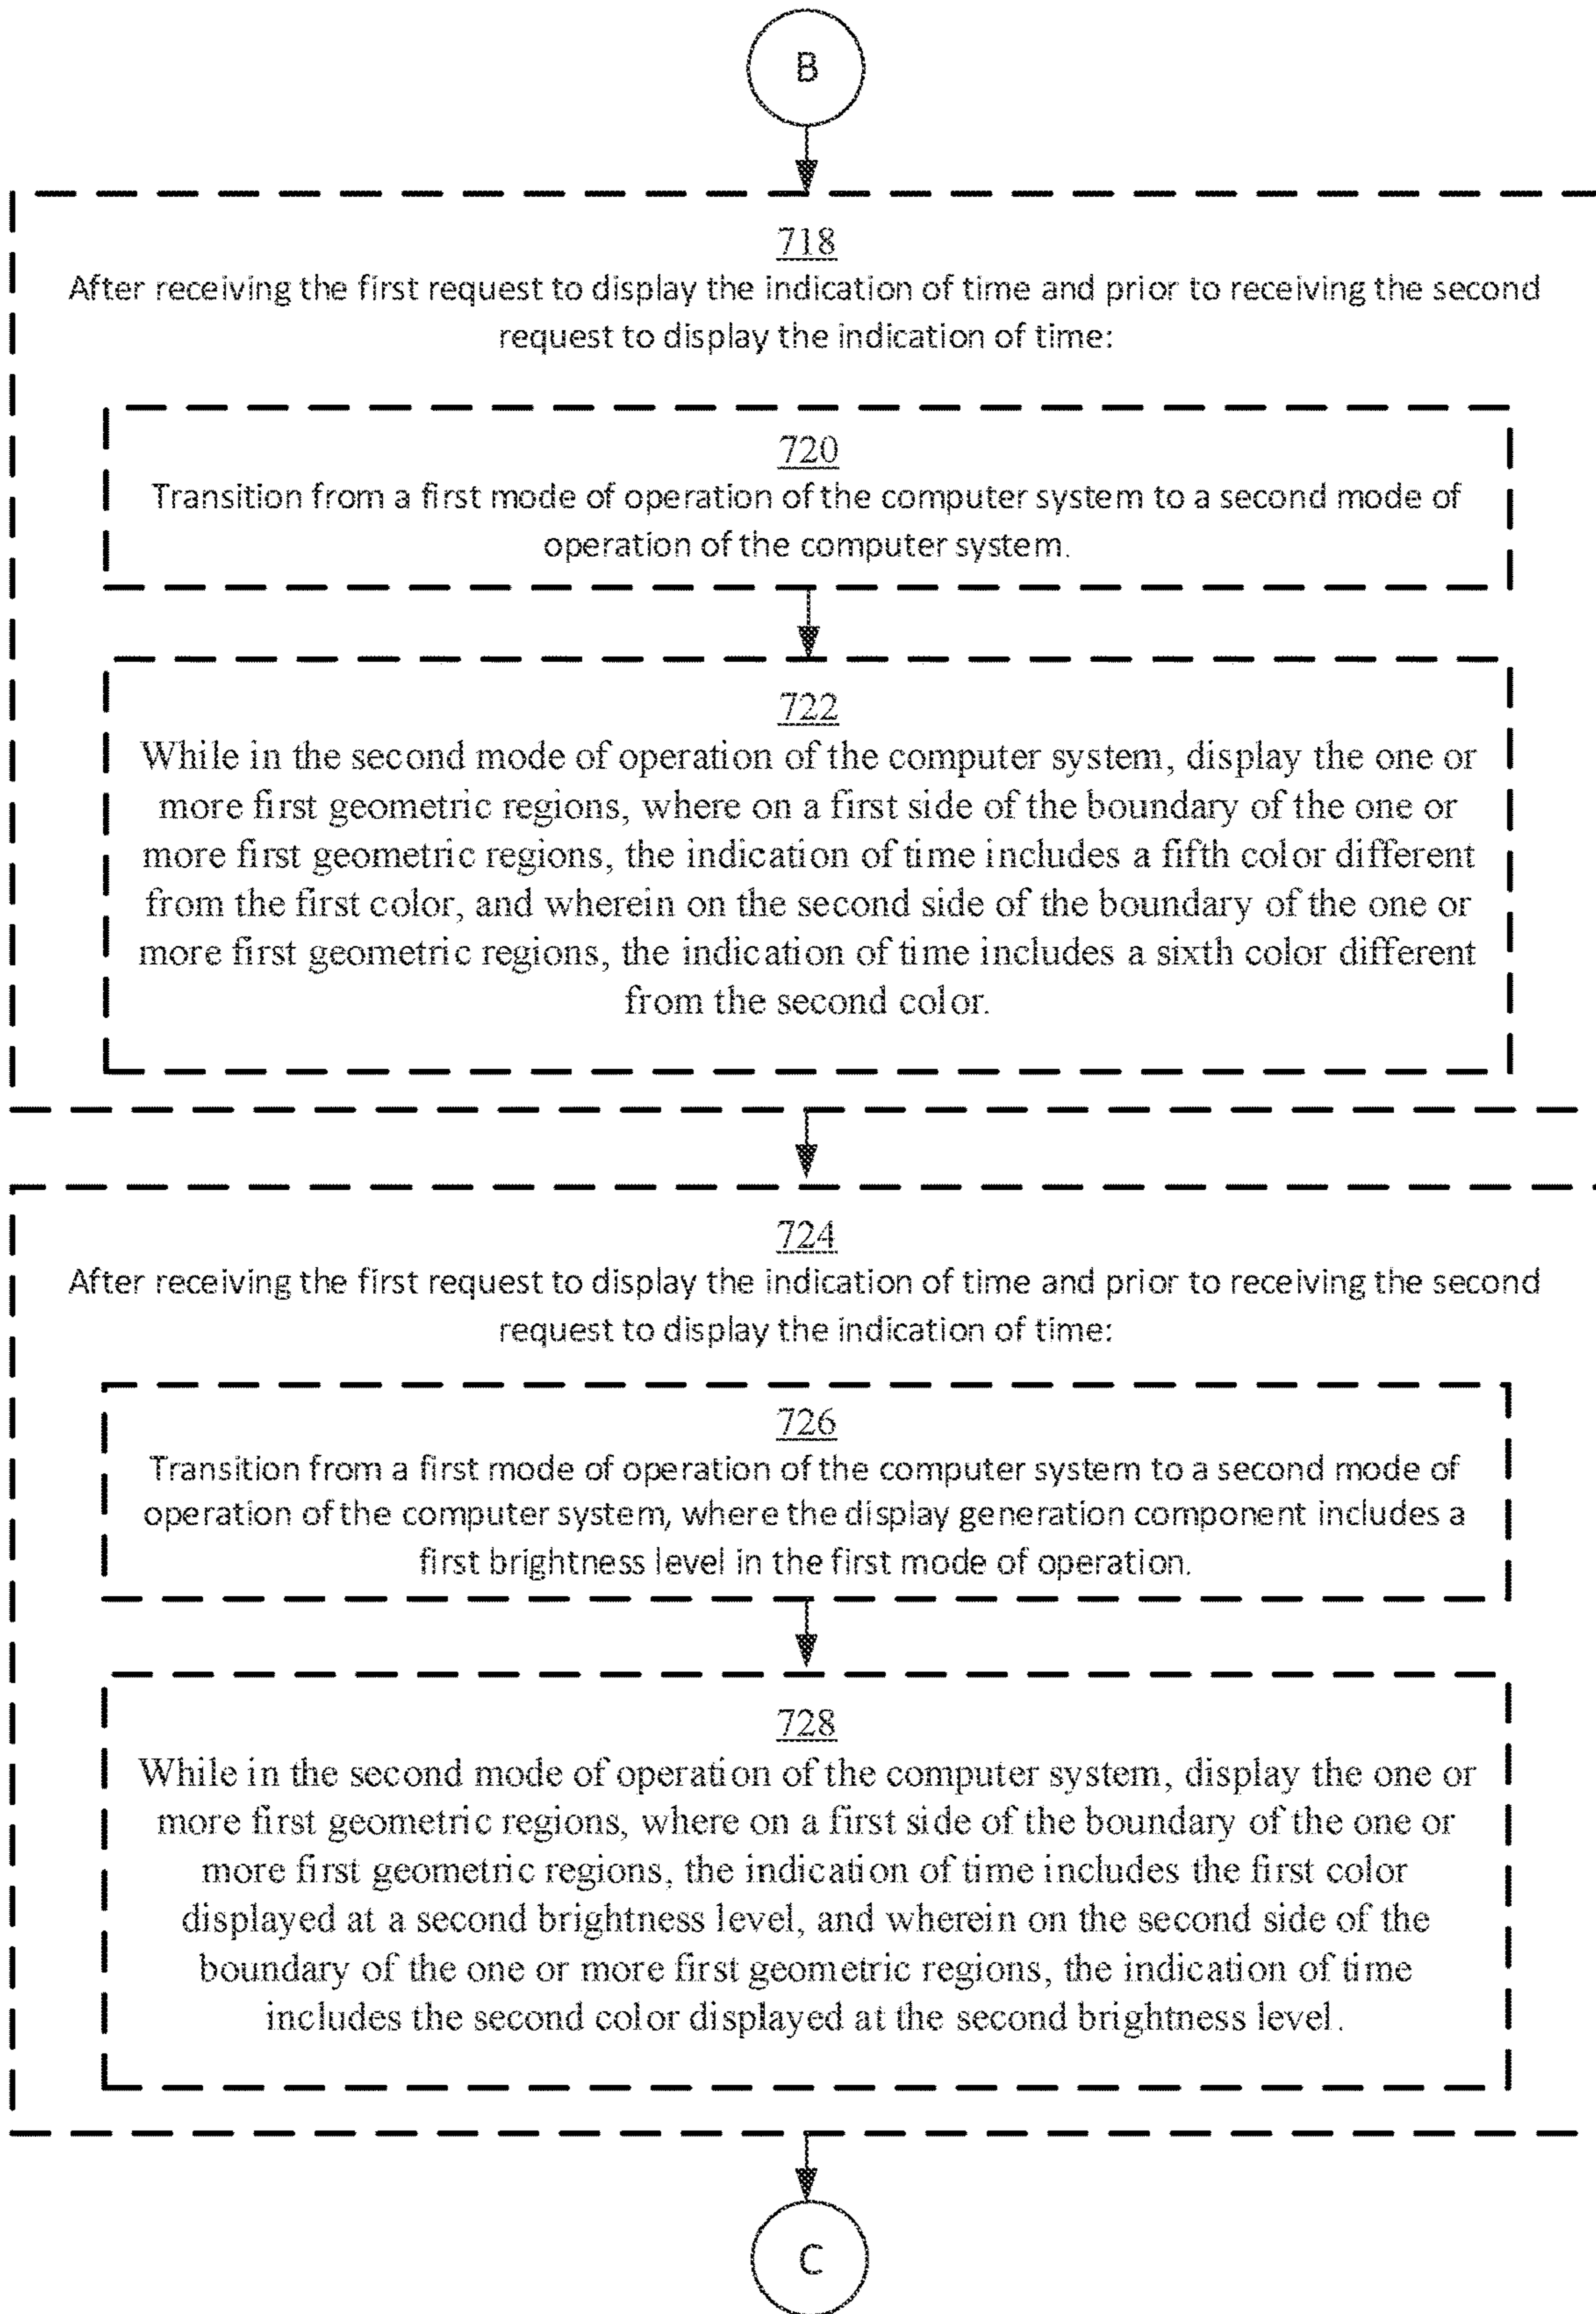 B
718
After receiving the first request to display the indication of time and prior to receiving the second
request to display the indication of time:
720
Transition from a first mode of operation of the computer system to a second mode of
operation of the computer system.
722
While in the second mode of operation of the computer system, display the one or
more first geometric regions, where on a first side of the boundary of the one or
more first geometric regions, the indication of time includes a fifth color different
from the first color, and wherein on the second side of the boundary of the one or
more first geometric regions, the indication of time includes a sixth color different
from the second color.
724
After receiving the first request to display the indication of time and prior to receiving the second
request to display the indication of time:
726
Transition from a first mode of operation of the computer system to a second mode of
operation of the computer system, where the display generation component includes a
first brightness level in the first mode of operation.
728
While in the second mode of operation of the computer system, display the one or
more first geometric regions, where on a first side of the boundary of the one or
more first geometric regions, the indication of time includes the first color
displayed at a second brightness level, and wherein on the second side of the
boundary of the one or more first geometric regions, the indication of time
includes the second color displayed at the second brightness level.
C